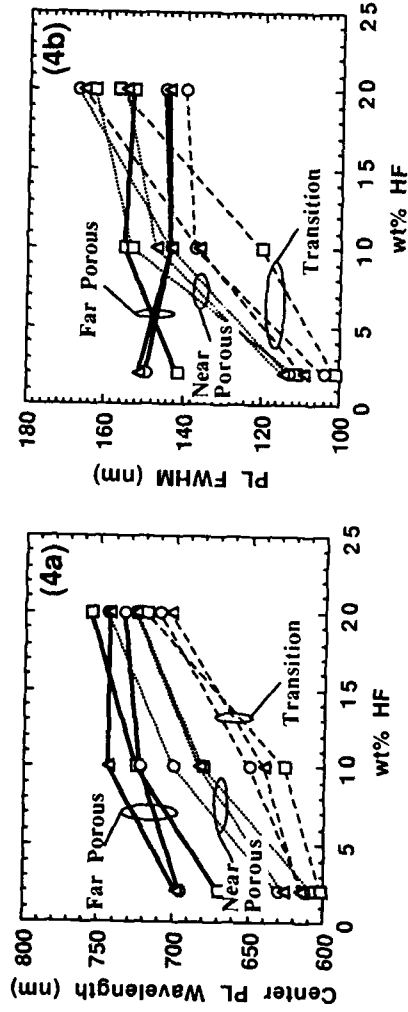 (4a)
Center PL Wavelength (nm)
800
750
700
650
600
0
5
10
15
20
25
wt% HF
Far Porous
Near
Porous
Transition
(4b)
PL FWHM (nm)
180
160
140
120
100
0
5
10
15
20
25
wt% HF
Far Porous
Near
Porous
Transition